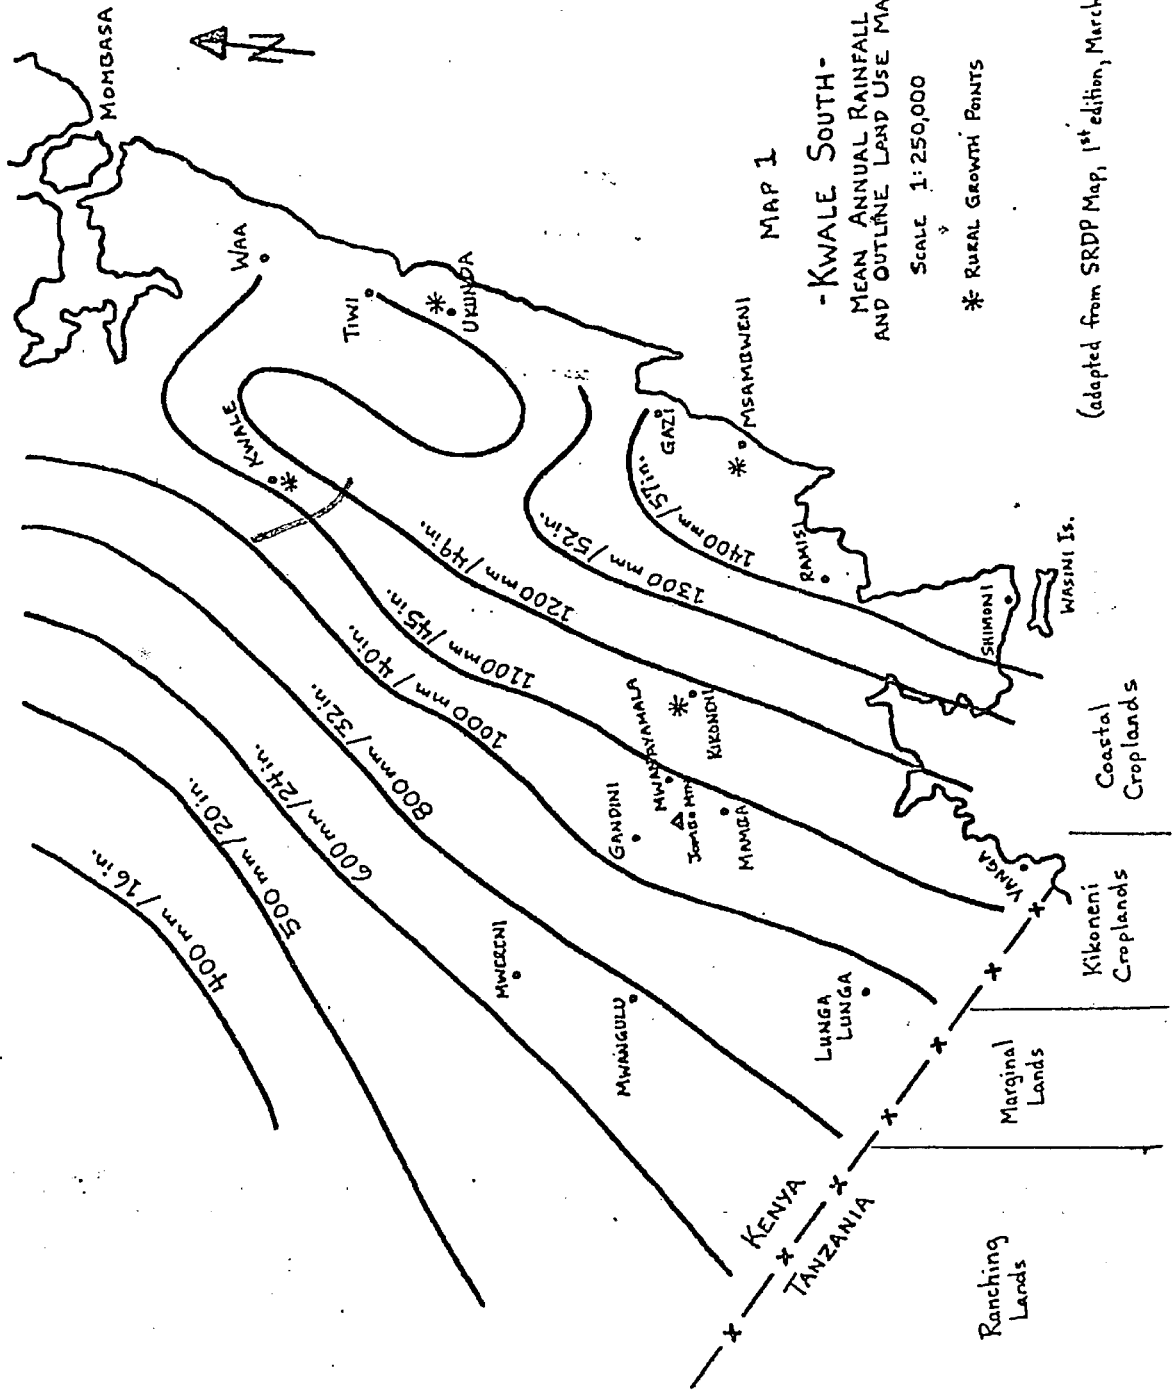 MOMBASA
N
WAA
TIWI
UKUNDA
KWALE
GAZI
MSAMBWENI
RAMISI
SHIMONI
WASINI Is.
KIKONENI
MWANANYAMALA
JOMBO MTN
GANDINI
MAMBA
VANGA
LUNGA
LUNGA
MWANGULU
MWERENI
400 mm / 16 in.
500 mm / 20 in.
600 mm / 24 in.
800 mm / 32 in.
1000 mm / 40 in.
1100 mm / 45 in.
1200 mm / 49 in.
1300 mm / 52 in.
1400 mm / 57 in.
KENYA
TANZANIA
Ranching
Lands
Marginal
Lands
Kikoneni
Croplands
Coastal
Croplands
MAP 1
- KWALE SOUTH -
MEAN ANNUAL RAINFALL
AND OUTLINE LAND USE MA
SCALE 1:250,000
* RURAL GROWTH POINTS
(adapted from SRDP Map, 1st edition, March